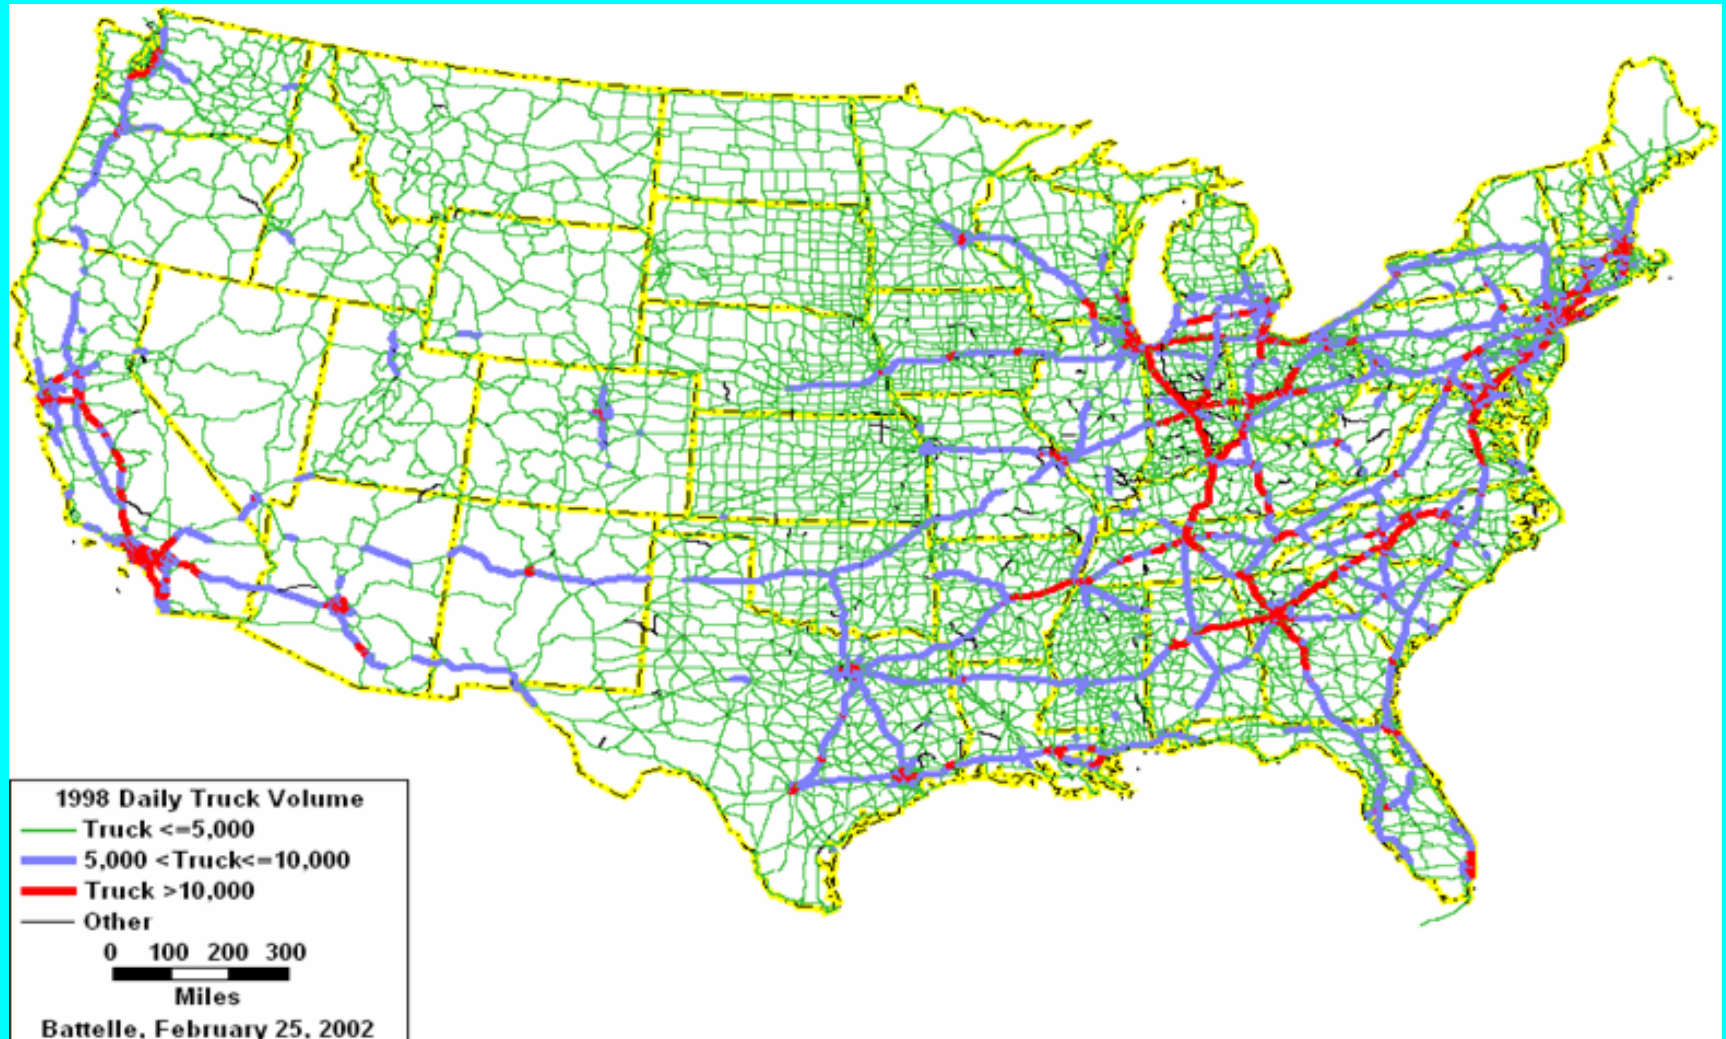 1998 Daily Truck Volume
Truck <=5,000
5,000 <Truck<=10,000
Truck >10,000
Other
0 100 200 300
Miles
Battelle, February 25, 2002